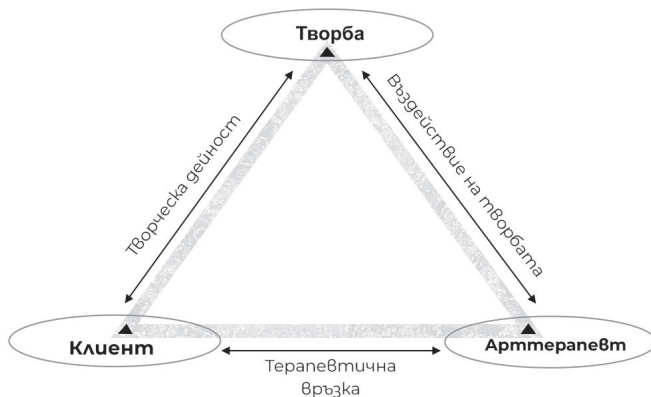 Творба
Творческа дейност
Въздействие на творбата
Клиент
Арттерапевт
Терапевтична
връзка